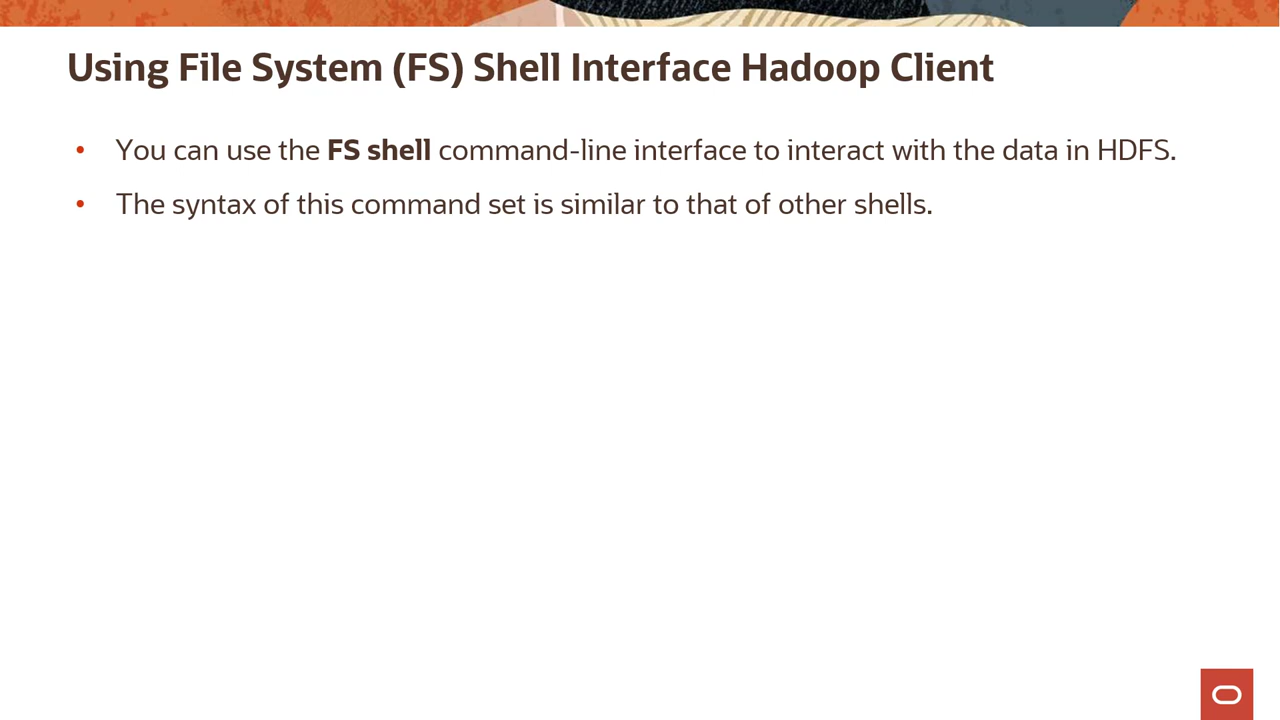 Using File System (FS) Shell Interface Hadoop Client
• You can use the FS shell command-line interface to interact with the data in HDFS.
• The syntax of this command set is similar to that of other shells.